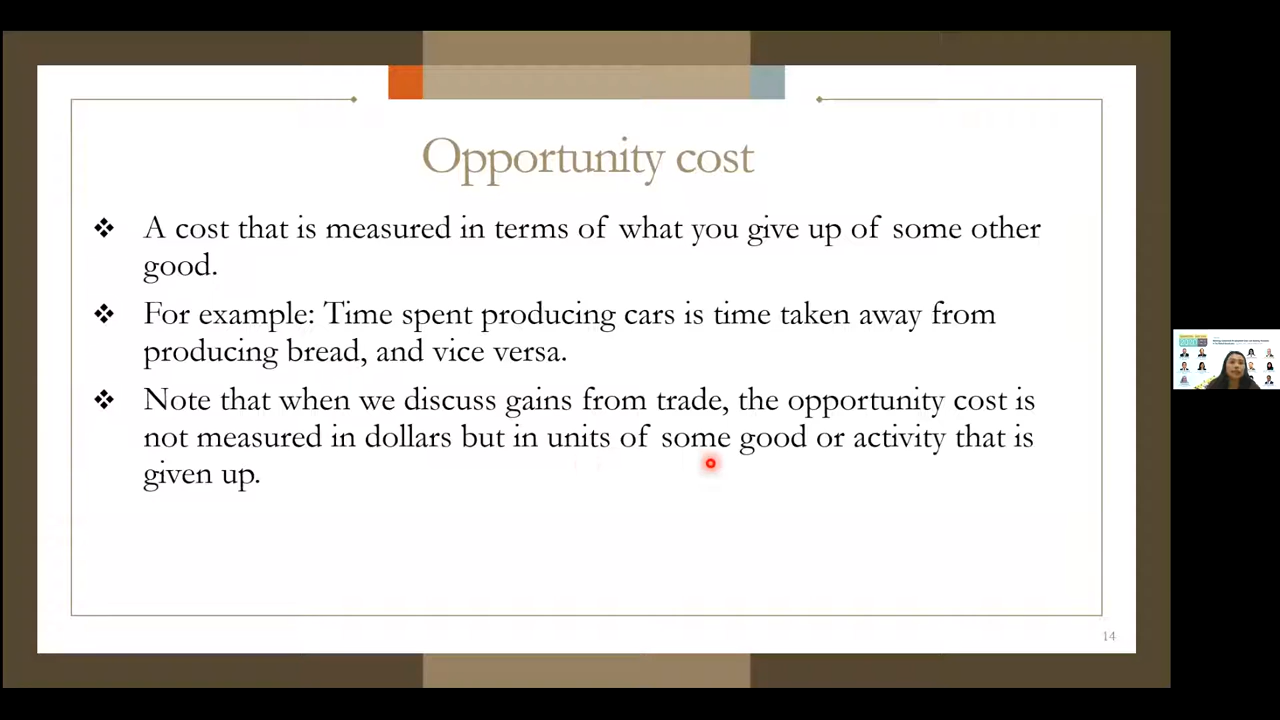 Opportunity cost
❖ A cost that is measured in terms of what you give up of some other
good.
❖ For example: Time spent producing cars is time taken away from
producing bread, and vice versa.
❖ Note that when we discuss gains from trade, the opportunity cost is
not measured in dollars but in units of some good or activity that is
given up.
14